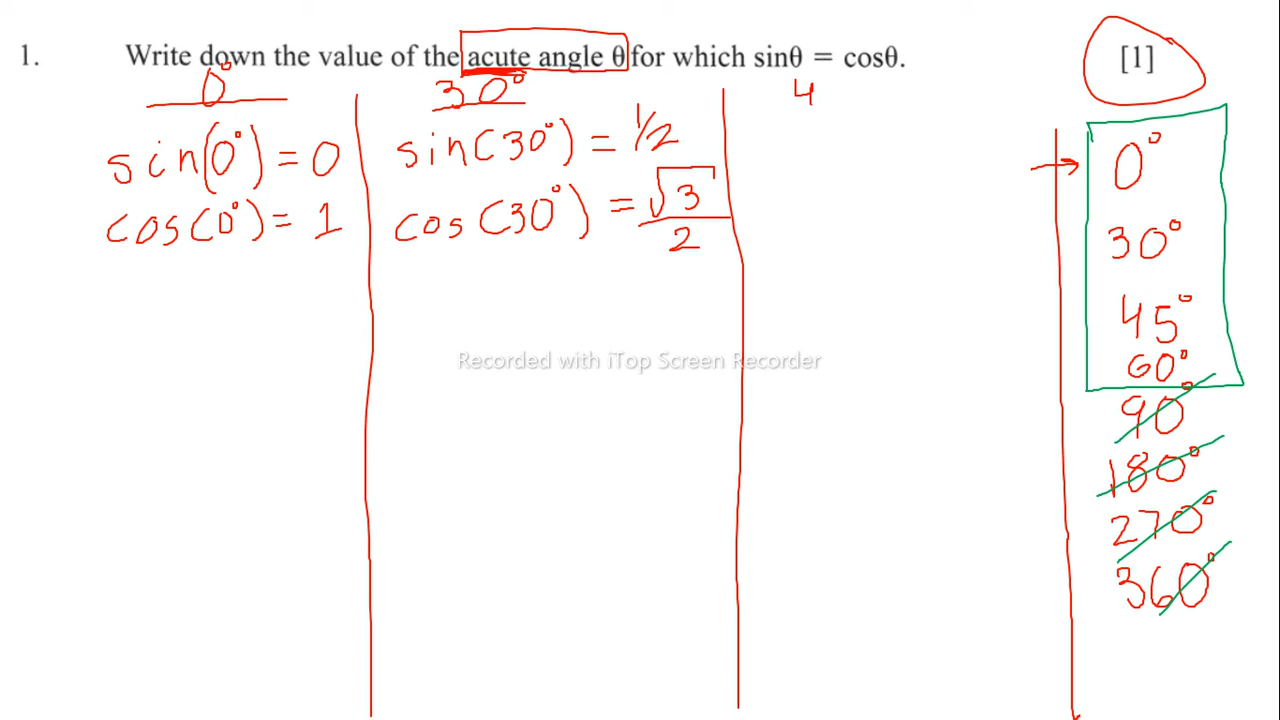 1. Write down the value of the acute angle θ for which sinθ = cosθ. [1]
0° 30° 4
sin(0°) = 0
cos(0°) = 1
sin(30°) = 1/2
cos(30°) = √3/2
0°
30°
45°
60°
90°
180°
270°
360°
Recorded with iTop Screen Recorder